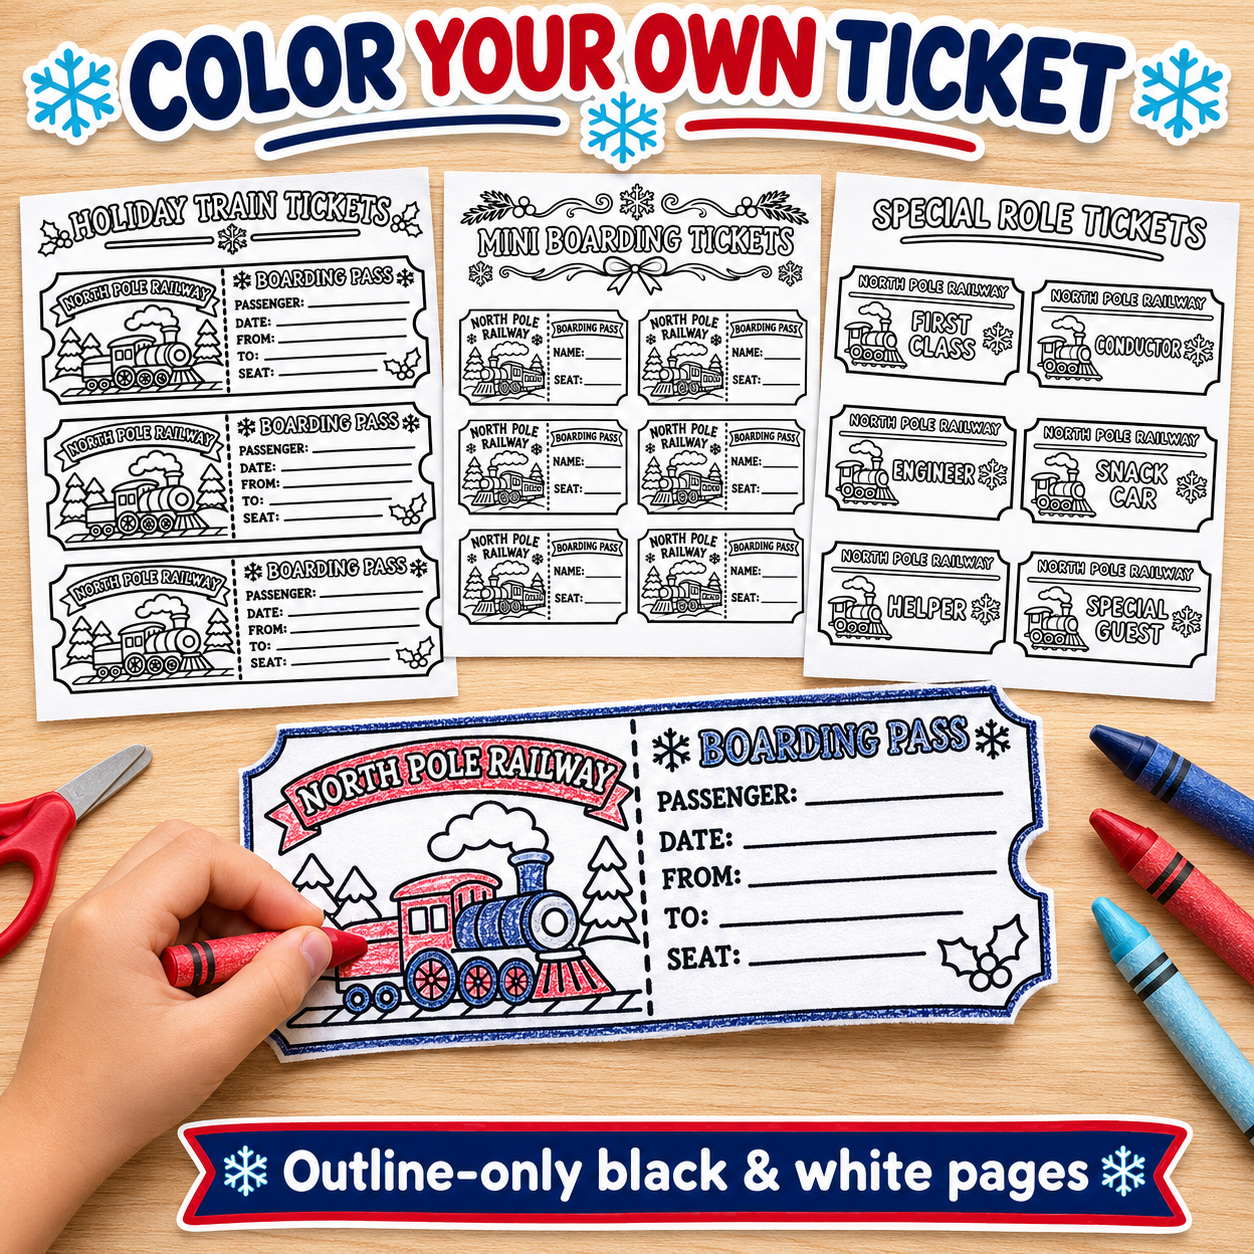 COLOR YOUR OWN TICKET
HOLIDAY TRAIN TICKETS
NORTH POLE RAILWAY
BOARDING PASS
PASSENGER:
DATE:
FROM:
TO:
SEAT:
NORTH POLE RAILWAY
BOARDING PASS
PASSENGER:
DATE:
FROM:
TO:
SEAT:
NORTH POLE RAILWAY
BOARDING PASS
PASSENGER:
DATE:
FROM:
TO:
SEAT:
MINI BOARDING TICKETS
NORTH POLE
RAILWAY
BOARDING PASS
NAME:
SEAT:
NORTH POLE
RAILWAY
BOARDING PASS
NAME:
SEAT:
NORTH POLE
RAILWAY
BOARDING PASS
NAME:
SEAT:
NORTH POLE
RAILWAY
BOARDING PASS
NAME:
SEAT:
NORTH POLE
RAILWAY
BOARDING PASS
NAME:
SEAT:
NORTH POLE
RAILWAY
BOARDING PASS
NAME:
SEAT:
SPECIAL ROLE TICKETS
NORTH POLE RAILWAY
FIRST
CLASS
NORTH POLE RAILWAY
CONDUCTOR
NORTH POLE RAILWAY
ENGINEER
NORTH POLE RAILWAY
SNACK
CAR
NORTH POLE RAILWAY
HELPER
NORTH POLE RAILWAY
SPECIAL
GUEST
NORTH POLE RAILWAY
BOARDING PASS
PASSENGER:
DATE:
FROM:
TO:
SEAT:
Outline-only black & white pages